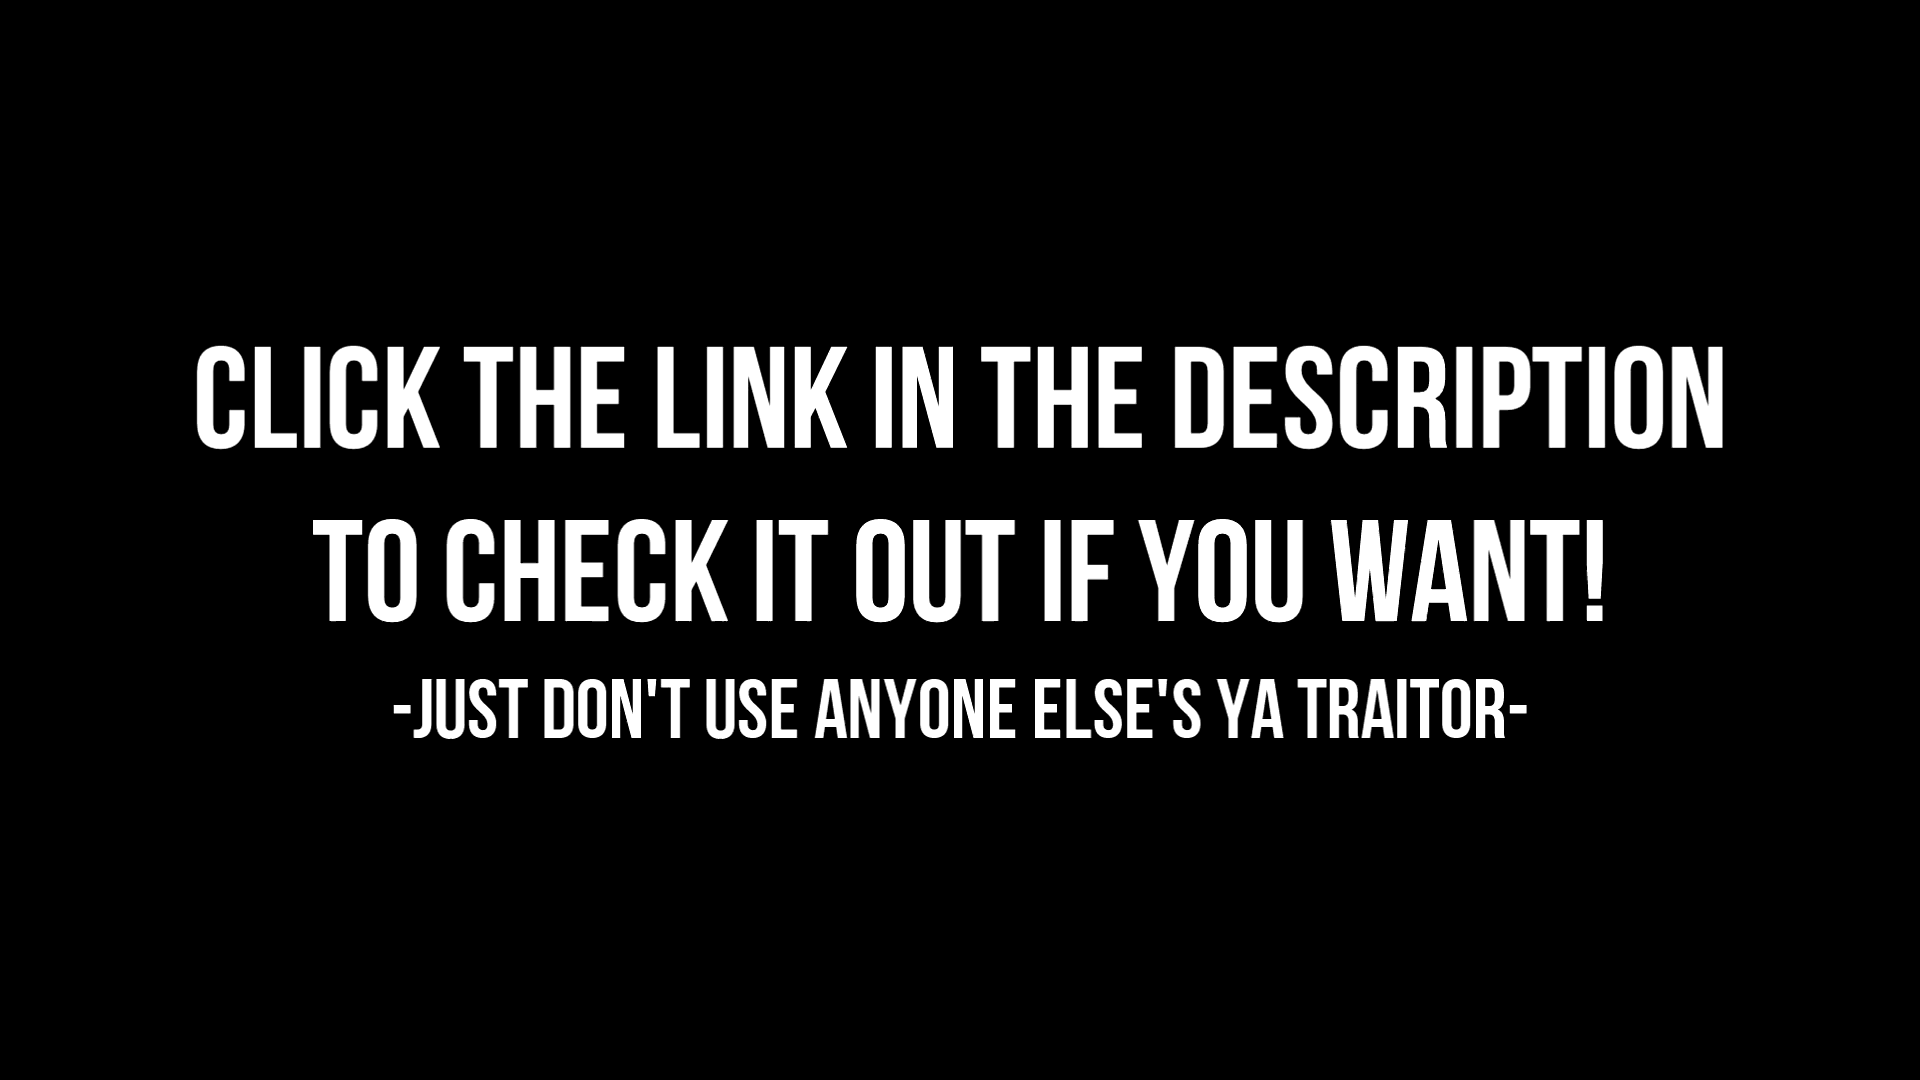 CLICK THE LINK IN THE DESCRIPTION
TO CHECK IT OUT IF YOU WANT!
-JUST DON'T USE ANYONE ELSE'S YA TRAITOR-